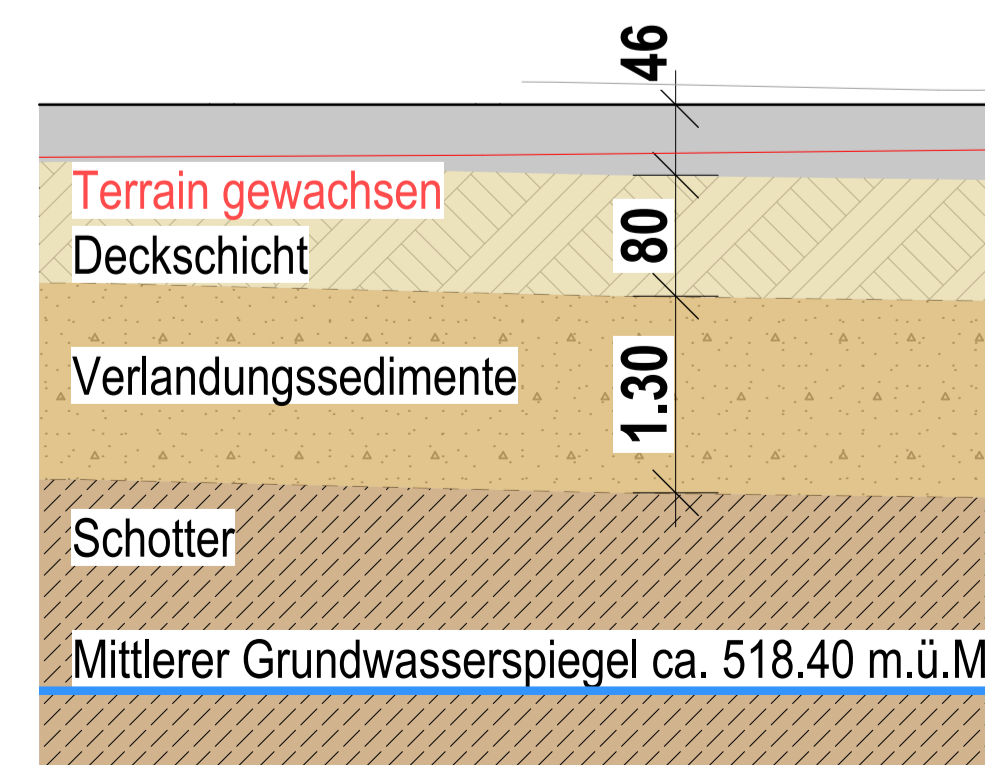 46
Terrain gewachsen
80
Deckschicht
1.30
Verlandungssedimente
Schotter
Mittlerer Grundwasserspiegel ca. 518.40 m.ü.M